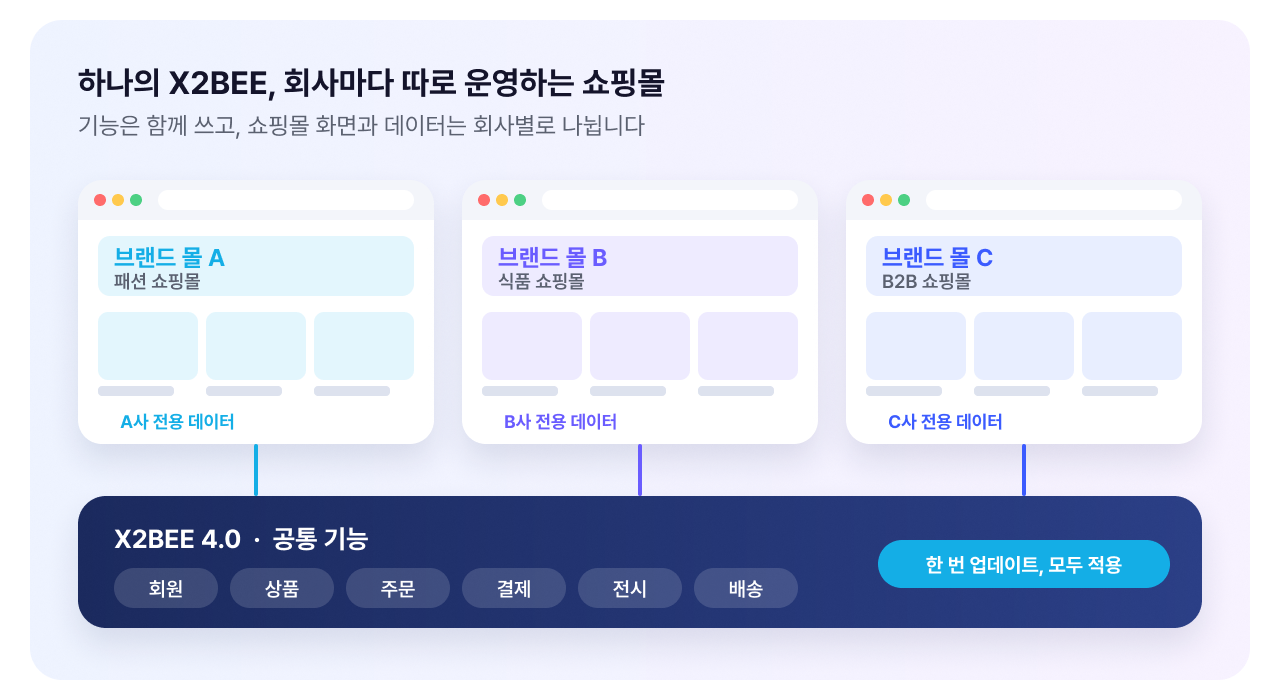 하나의 X2BEE, 회사마다 따로 운영하는 쇼핑몰
기능은 함께 쓰고, 쇼핑몰 화면과 데이터는 회사별로 나뉩니다
브랜드 몰 A
패션 쇼핑몰
A사 전용 데이터
브랜드 몰 B
식품 쇼핑몰
B사 전용 데이터
브랜드 몰 C
B2B 쇼핑몰
C사 전용 데이터
X2BEE 4.0 · 공통 기능
회원
상품
주문
결제
전시
배송
한 번 업데이트, 모두 적용